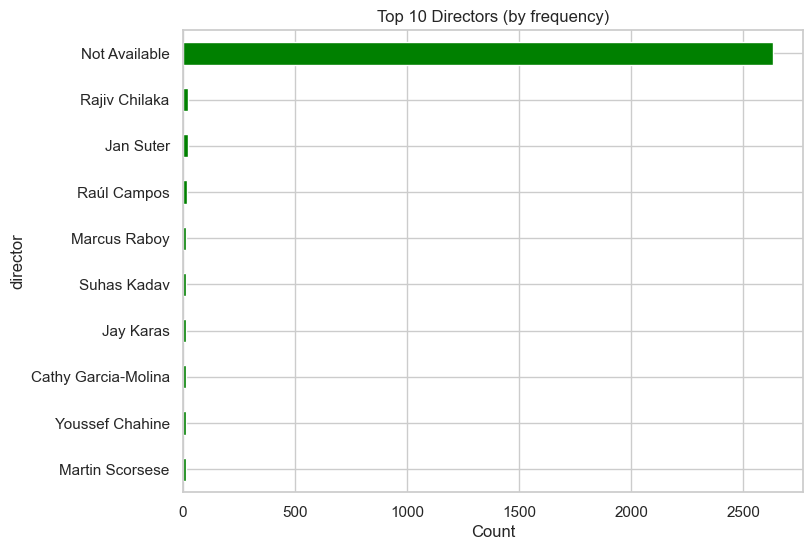 Top 10 Directors (by frequency)
director
Not Available
Rajiv Chilaka
Jan Suter
Raúl Campos
Marcus Raboy
Suhas Kadav
Jay Karas
Cathy Garcia-Molina
Youssef Chahine
Martin Scorsese
0 500 1000 1500 2000 2500
Count